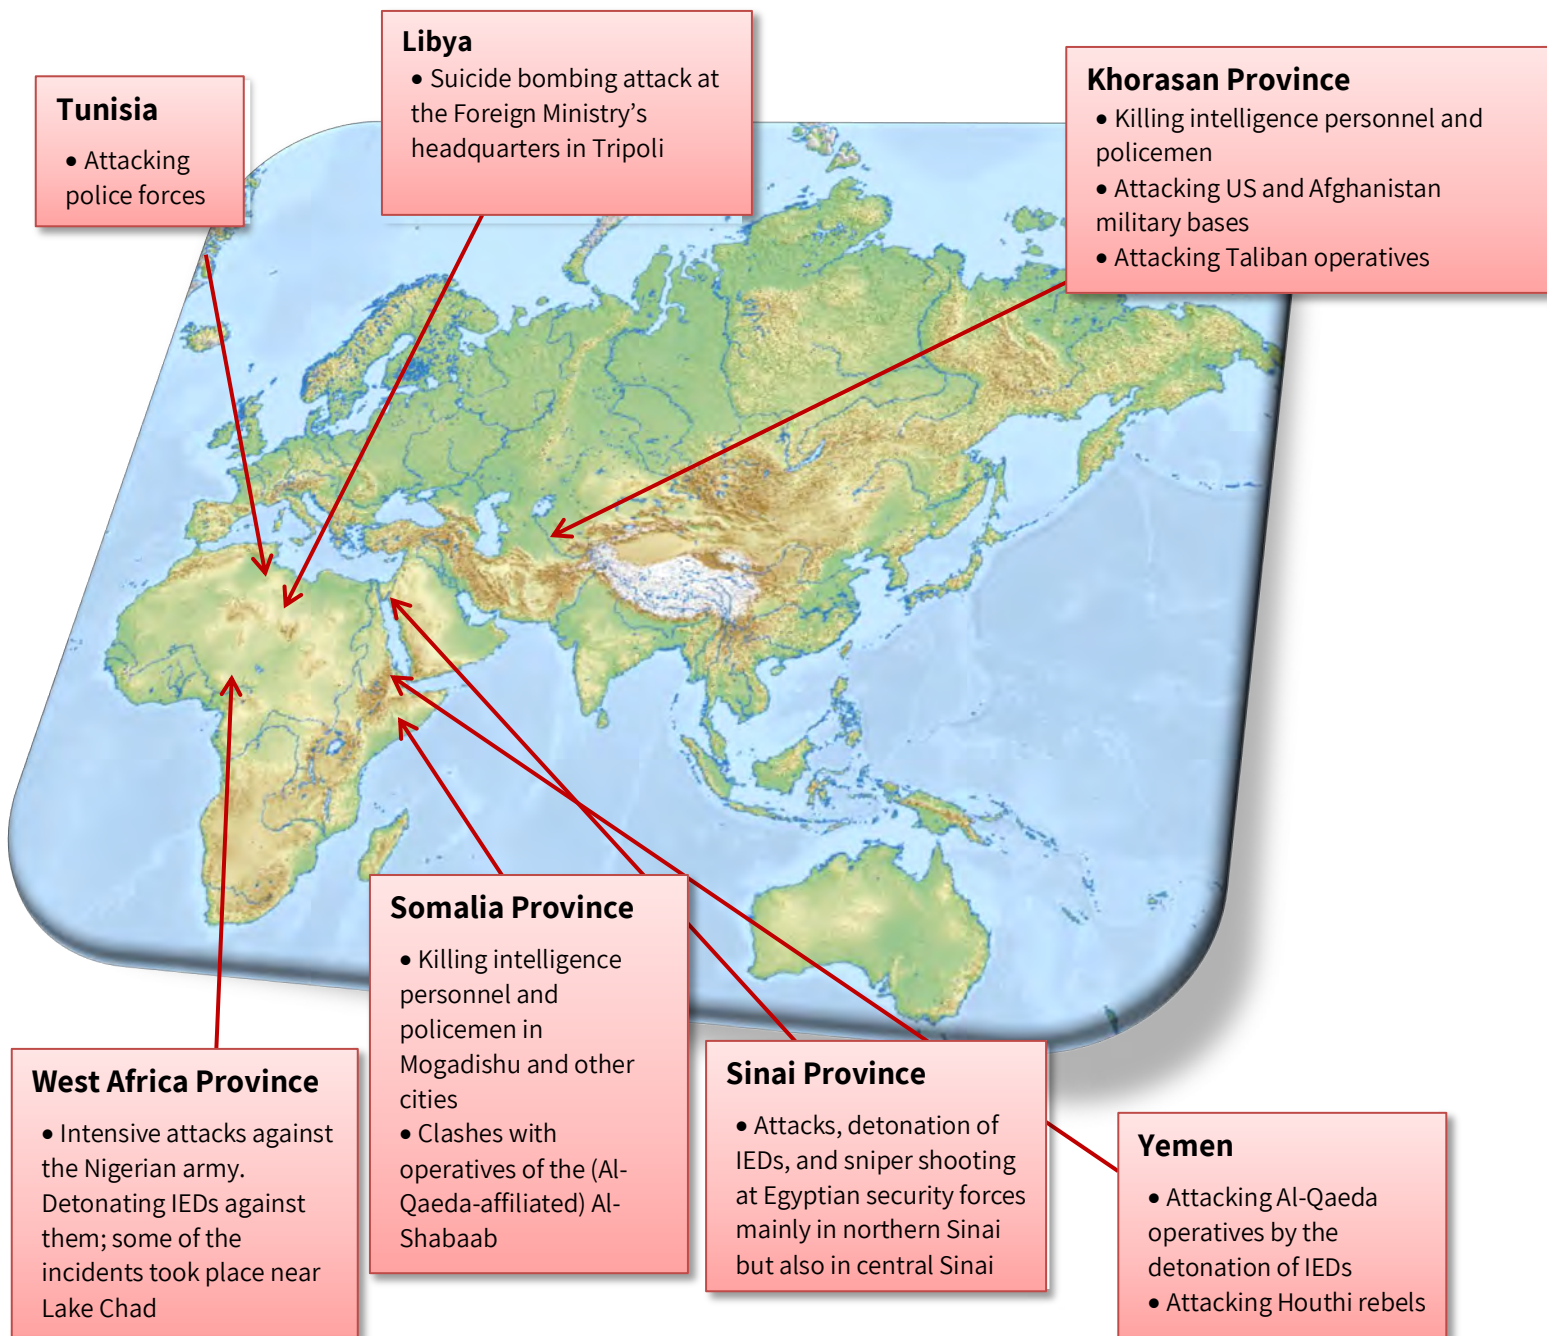 Tunisia
• Attacking
police forces
Libya
• Suicide bombing attack at
the Foreign Ministry’s
headquarters in Tripoli
Khorasan Province
• Killing intelligence personnel and
policemen
• Attacking US and Afghanistan
military bases
• Attacking Taliban operatives
West Africa Province
• Intensive attacks against
the Nigerian army.
Detonating IEDs against
them; some of the
incidents took place near
Lake Chad
Somalia Province
• Killing intelligence
personnel and
policemen in
Mogadishu and other
cities
• Clashes with
operatives of the (Al-
Qaeda-affiliated) Al-
Shabaab
Sinai Province
• Attacks, detonation of
IEDs, and sniper shooting
at Egyptian security forces
mainly in northern Sinai
but also in central Sinai
Yemen
• Attacking Al-Qaeda
operatives by the
detonation of IEDs
• Attacking Houthi rebels